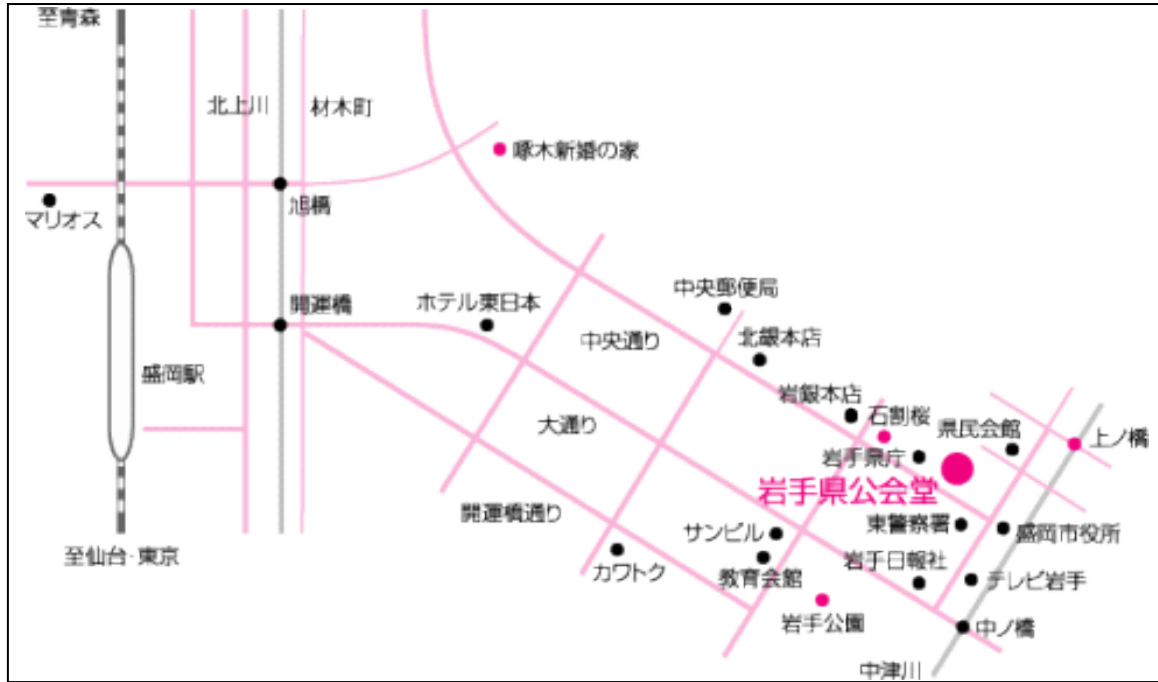 至青森
北上川
材木町
啄木新婚の家
マリオス
旭橋
開運橋
ホテル東日本
中央郵便局
中央通り
北銀本店
盛岡駅
岩銀本店
石割桜
大通り
県民会館
上ノ橋
岩手県庁
岩手県公会堂
開運橋通り
サンビル
東警察署
盛岡市役所
至仙台·東京
カワトク
教育会館
岩手日報社
テレビ岩手
岩手公園
中ノ橋
中津川